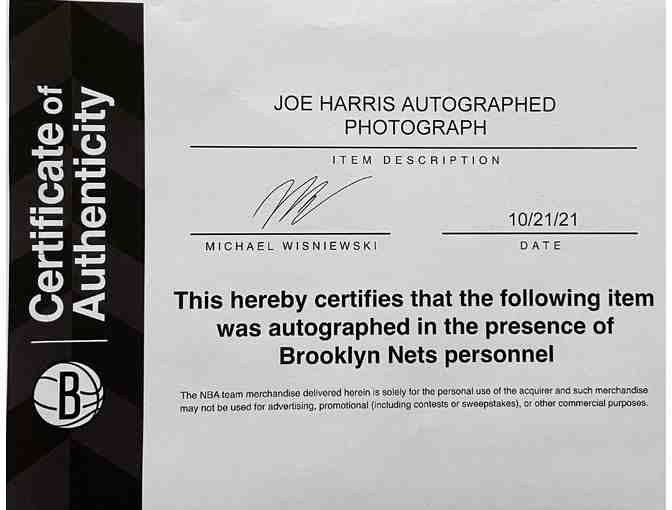 Certificate of
Authenticity
B
JOE HARRIS AUTOGRAPHED
PHOTOGRAPH
ITEM DESCRIPTION
MICHAEL WISNIEWSKI
10/21/21
DATE
This hereby certifies that the following item
was autographed in the presence of
Brooklyn Nets personnel
The NBA team merchandise delivered herein is solely for the personal use of the acquirer and such merchandise
may not be used for advertising, promotional (including contests or sweepstakes), or other commercial purposes.